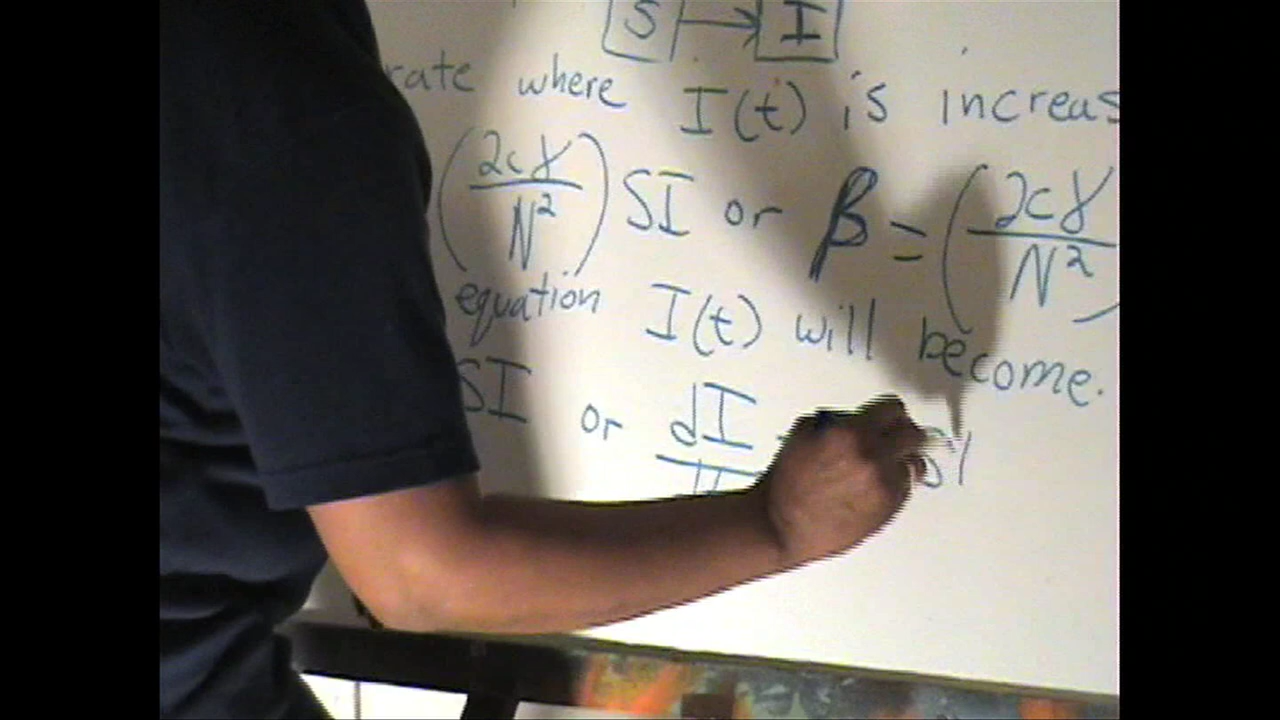 S → I
rate where I(t) is increas
(2cγ/N²) SI or β = (2cγ/N²)
equation I(t) will become.
SI or dI